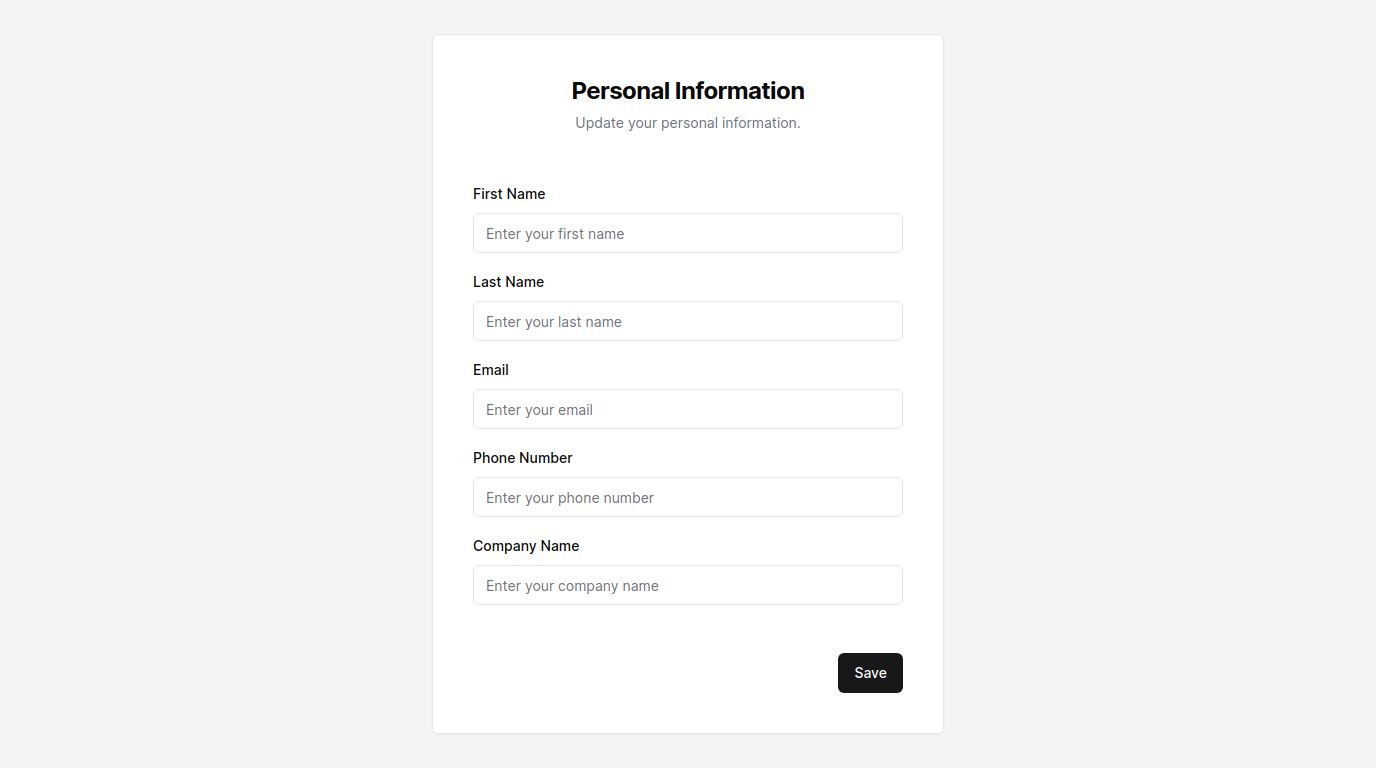 Personal Information
Update your personal information.
First Name
Enter your first name
Last Name
Enter your last name
Email
Enter your email
Phone Number
Enter your phone number
Company Name
Enter your company name
Save